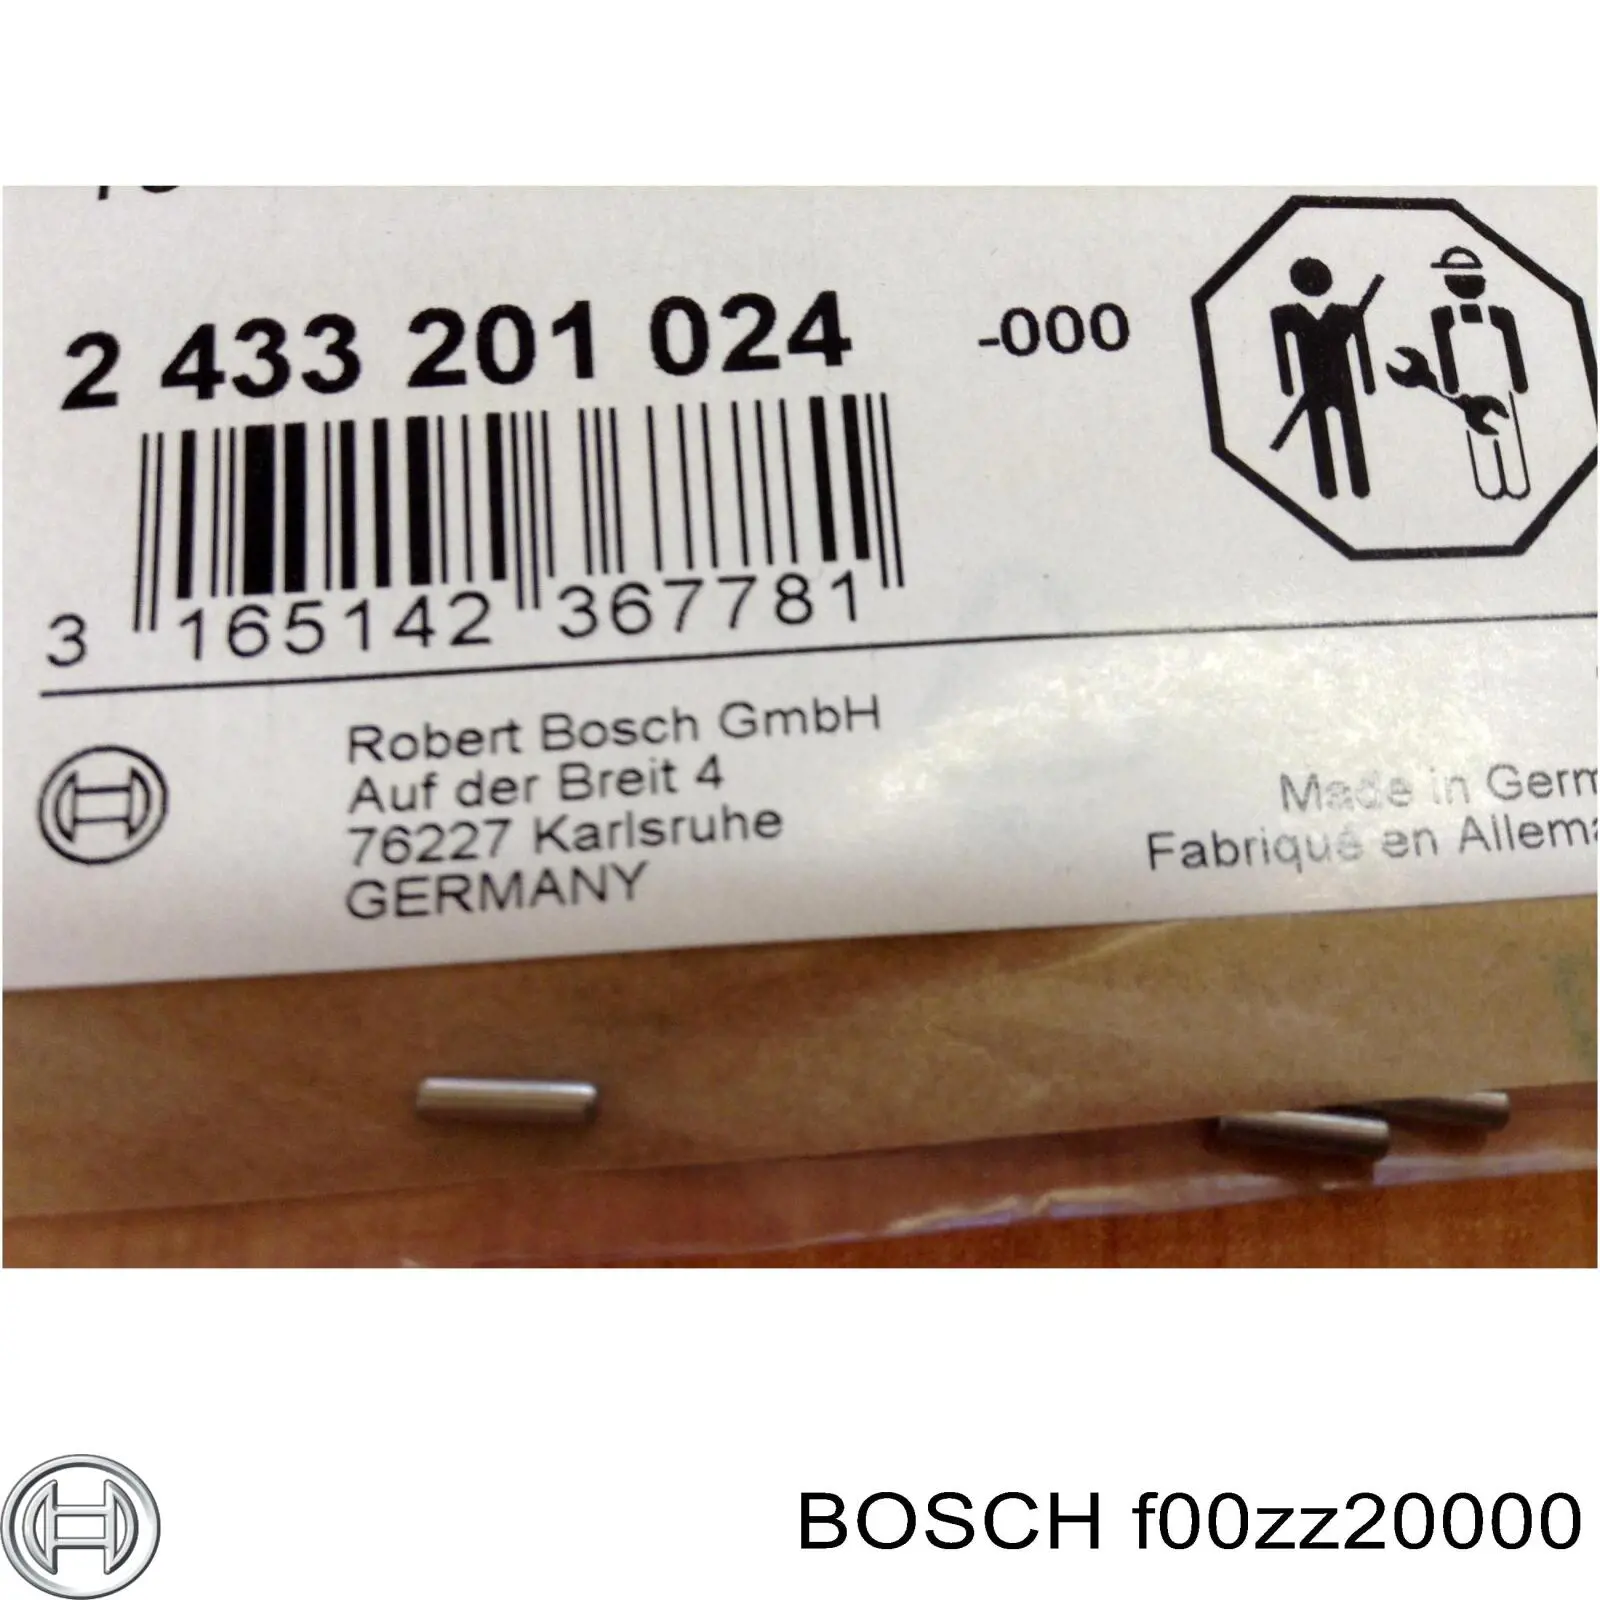 2 433 201 024 -000
3 165142 367781
Robert Bosch GmbH
Auf der Breit 4
76227 Karlsruhe
GERMANY
Made in Germ
Fabriqué en Allema
BOSCH f00zz20000